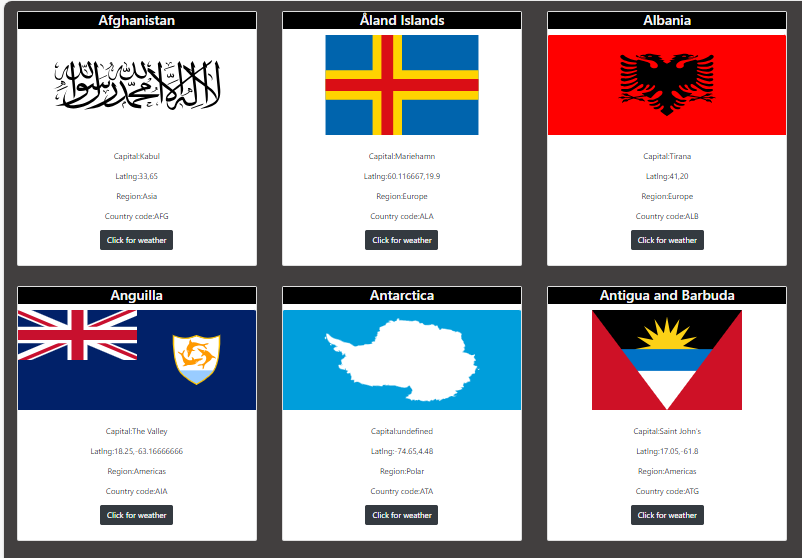 Afghanistan
لا إله إلا الله محمد رسول الله
Capital:Kabul
Latlng:33,65
Region:Asia
Country code:AFG
Click for weather
Åland Islands
Capital:Mariehamn
Latlng:60.116667,19.9
Region:Europe
Country code:ALA
Click for weather
Albania
Capital:Tirana
Latlng:41,20
Region:Europe
Country code:ALB
Click for weather
Anguilla
Capital:The Valley
Latlng:18.25,-63.16666666
Region:Americas
Country code:AIA
Click for weather
Antarctica
Capital:undefined
Latlng:-74.65,4.48
Region:Polar
Country code:ATA
Click for weather
Antigua and Barbuda
Capital:Saint John's
Latlng:17.05,-61.8
Region:Americas
Country code:ATG
Click for weather